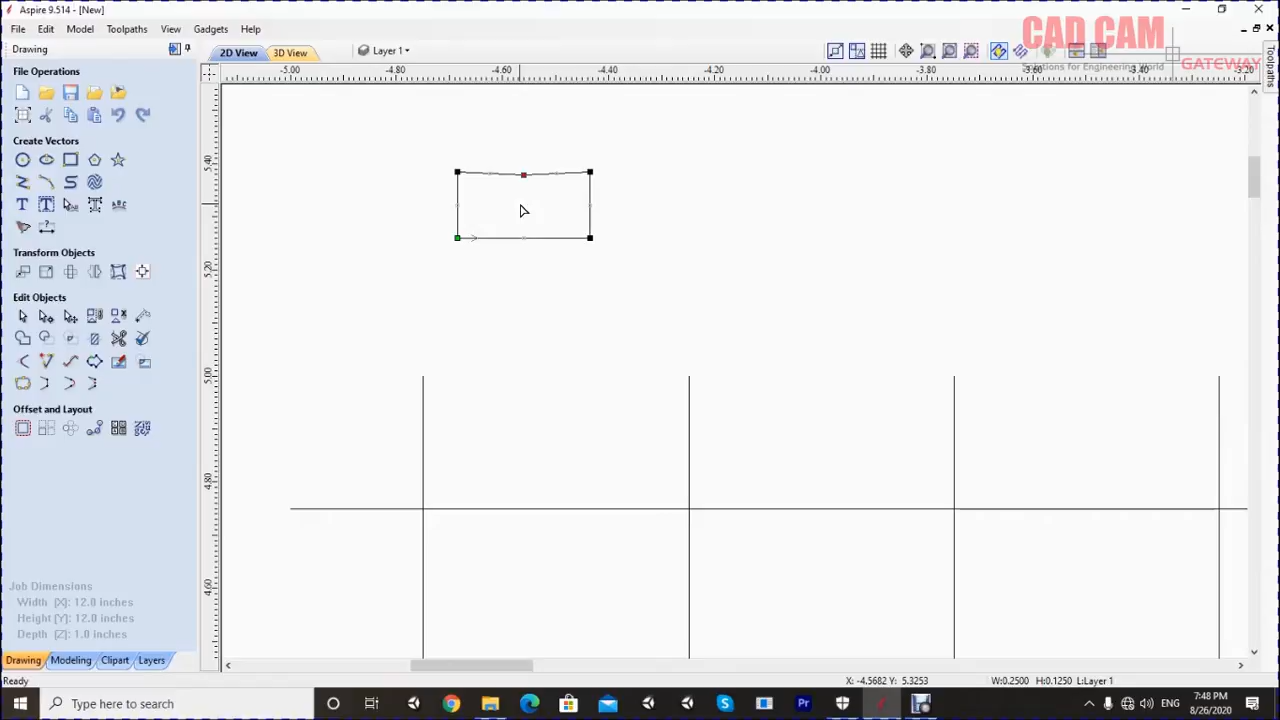 Aspire 9.514 - [New]
File Edit Model Toolpaths View Gadgets Help
CAD CAM
Solutions for Engineering World
GATEWAY
Drawing
2D View 3D View Layer 1
Toolpaths
-5.00 -4.80 -4.60 -4.40 -4.20 -4.00 -3.80 -3.60 -3.40 -3.20
File Operations
Create Vectors
Transform Objects
Edit Objects
Offset and Layout
5.40
5.20
5.00
4.80
4.60
Job Dimensions
Width [X]: 12.0 inches
Height [Y]: 12.0 inches
Depth [Z]: 1.0 inches
Drawing Modeling Clipart Layers
Ready X: -4.5682 Y: 5.3253 W:0.2500 H:0.1250 L:Layer 1
Type here to search
ENG
7:48 PM
8/26/2020